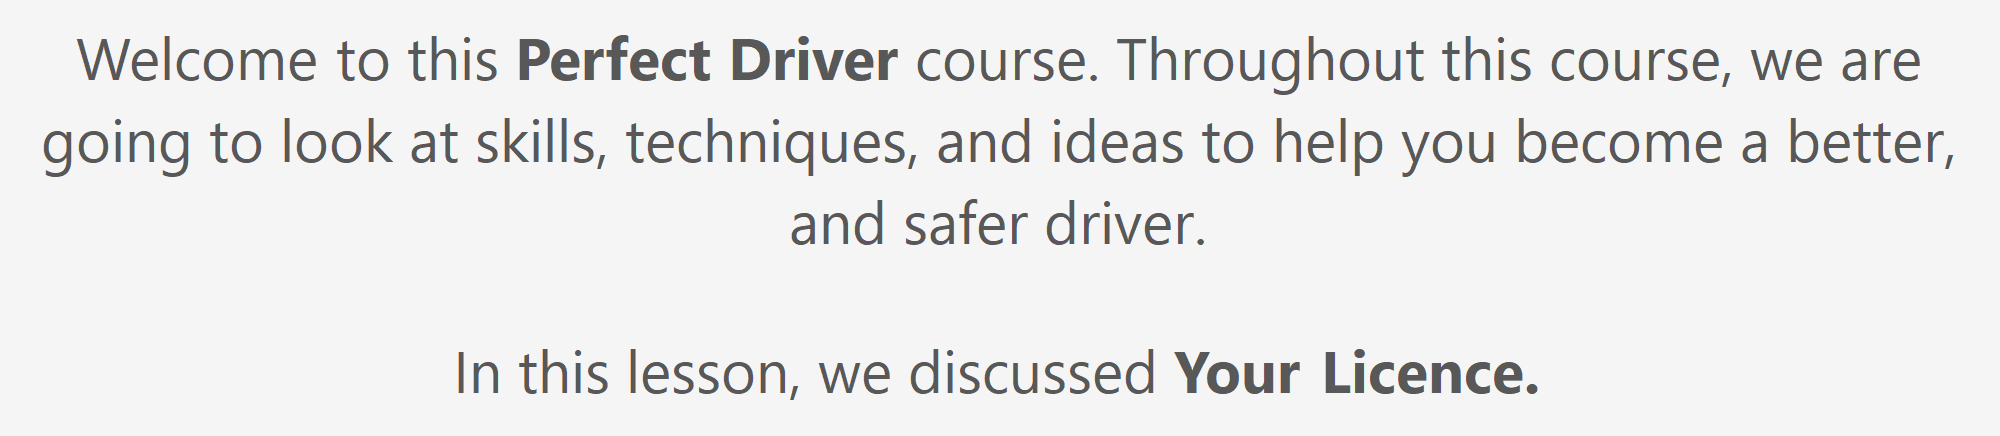 Welcome to this Perfect Driver course. Throughout this course, we are
going to look at skills, techniques, and ideas to help you become a better,
and safer driver.
In this lesson, we discussed Your Licence.